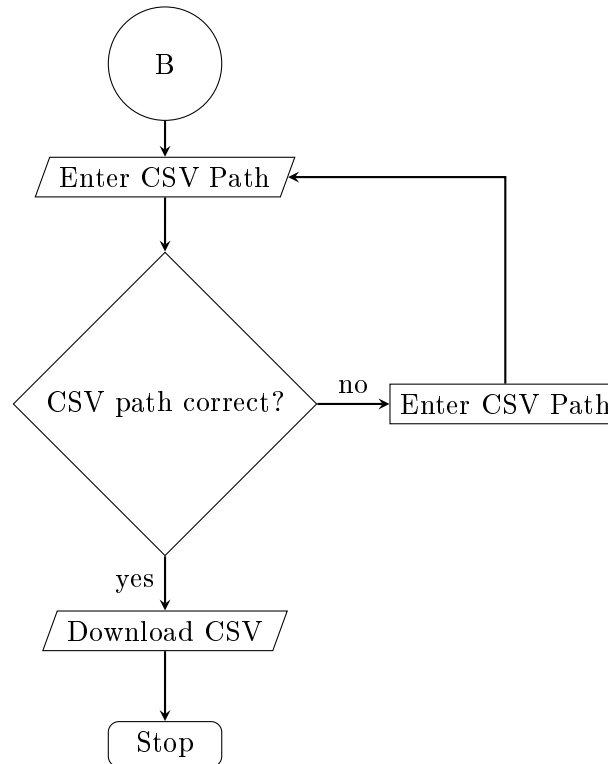 B
Enter CSV Path
CSV path correct?
no
Enter CSV Path
yes
Download CSV
Stop